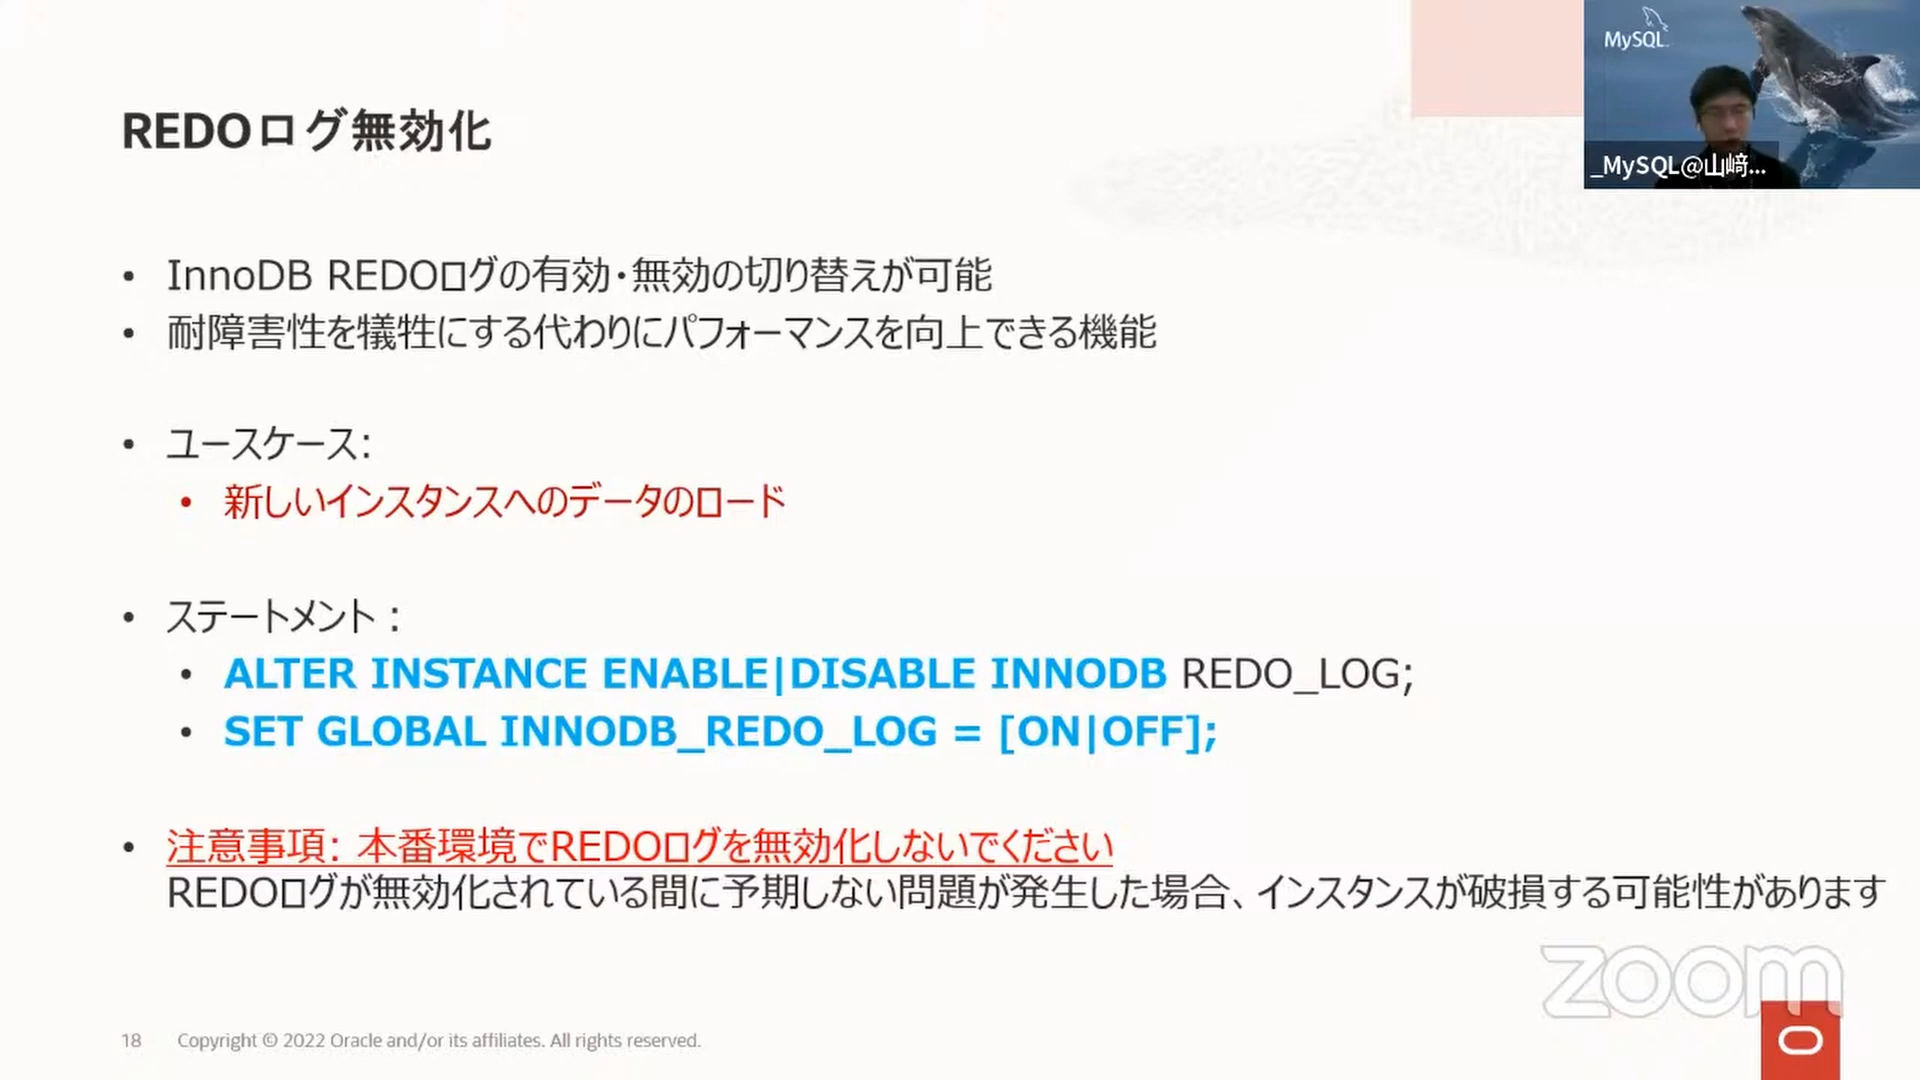 MySQL
_MySQL@山﨑...
REDOログ無効化
• InnoDB REDOログの有効・無効の切り替えが可能
• 耐障害性を犠牲にする代わりにパフォーマンスを向上できる機能
• ユースケース:
• 新しいインスタンスへのデータのロード
• ステートメント：
• ALTER INSTANCE ENABLE|DISABLE INNODB REDO_LOG;
• SET GLOBAL INNODB_REDO_LOG = [ON|OFF];
• 注意事項: 本番環境でREDOログを無効化しないでください
REDOログが無効化されている間に予期しない問題が発生した場合、インスタンスが破損する可能性があります
zoom
18 Copyright © 2022 Oracle and/or its affiliates. All rights reserved.